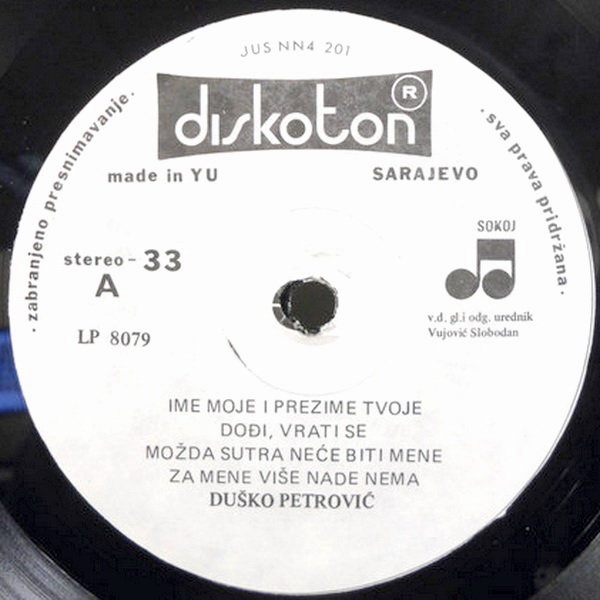 JUS NN4 201
diskoton ®
made in YU
SARAJEVO
· zabranjeno presnimavanje ·
· sva prava pridržana ·
SOKOJ
stereo - 33
A
LP 8079
v.d. gl.i odg. urednik
Vujović Slobodan
IME MOJE I PREZIME TVOJE
DOĐI, VRATI SE
MOŽDA SUTRA NEĆE BITI MENE
ZA MENE VIŠE NADE NEMA
DUŠKO PETROVIĆ